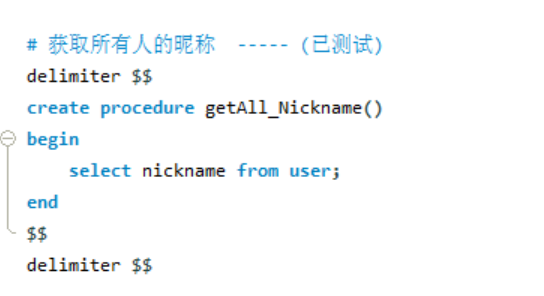 # 获取所有人的昵称  ----- (已测试)
delimiter $$
create procedure getAll_Nickname()
begin
    select nickname from user;
end
$$
delimiter $$